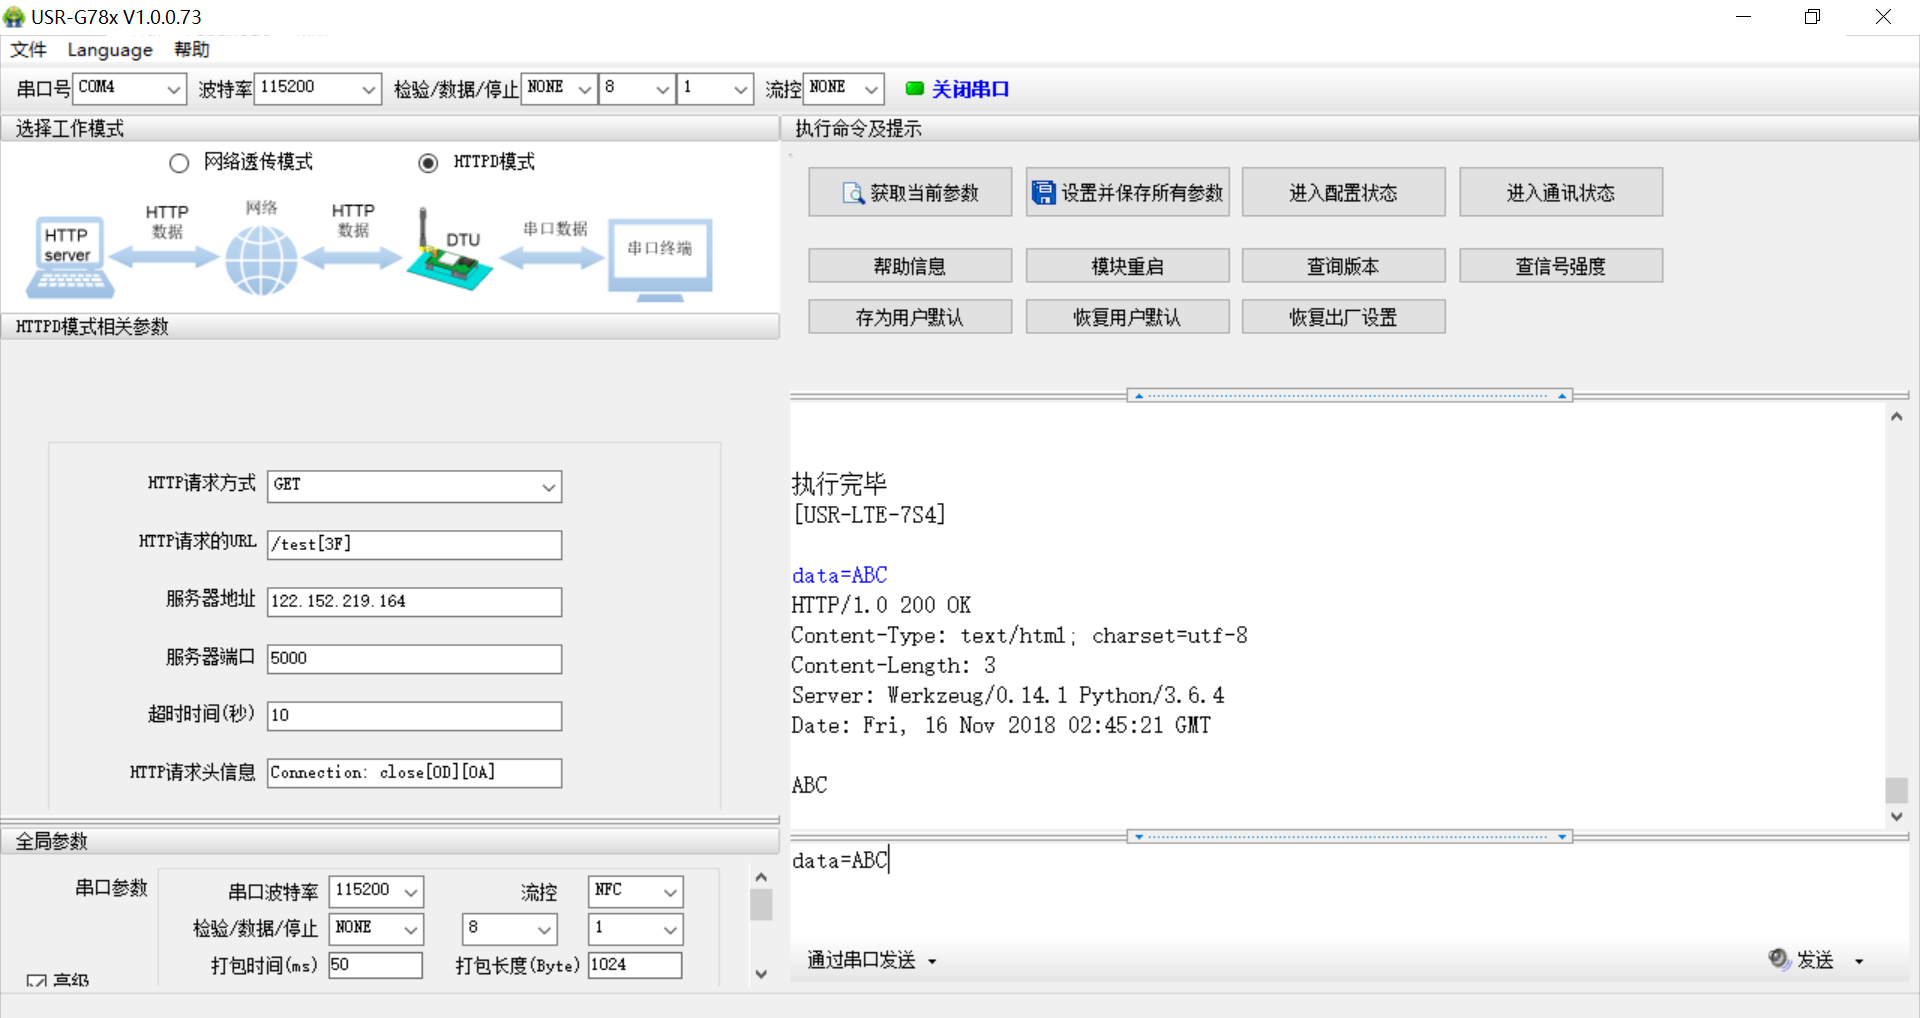 USR-G78x V1.0.0.73
文件 Language 帮助
串口号 COM4 波特率 115200 检验/数据/停止 NONE 8 1 流控 NONE 关闭串口
选择工作模式
网络透传模式 HTTPD模式
HTTP server
HTTP 数据
网络
HTTP 数据
DTU
串口数据
串口终端
HTTPD模式相关参数
HTTP请求方式 GET
HTTP请求的URL /test[3F]
服务器地址 122.152.219.164
服务器端口 5000
超时时间(秒) 10
HTTP请求头信息 Connection: close[0D][0A]
全局参数
串口参数 串口波特率 115200 流控 NFC
检验/数据/停止 NONE 8 1
打包时间(ms) 50 打包长度(Byte) 1024
高级
执行命令及提示
获取当前参数 设置并保存所有参数 进入配置状态 进入通讯状态
帮助信息 模块重启 查询版本 查信号强度
存为用户默认 恢复用户默认 恢复出厂设置
执行完毕
[USR-LTE-7S4]
data=ABC
HTTP/1.0 200 OK
Content-Type: text/html; charset=utf-8
Content-Length: 3
Server: Werkzeug/0.14.1 Python/3.6.4
Date: Fri, 16 Nov 2018 02:45:21 GMT
ABC
data=ABC
通过串口发送 发送